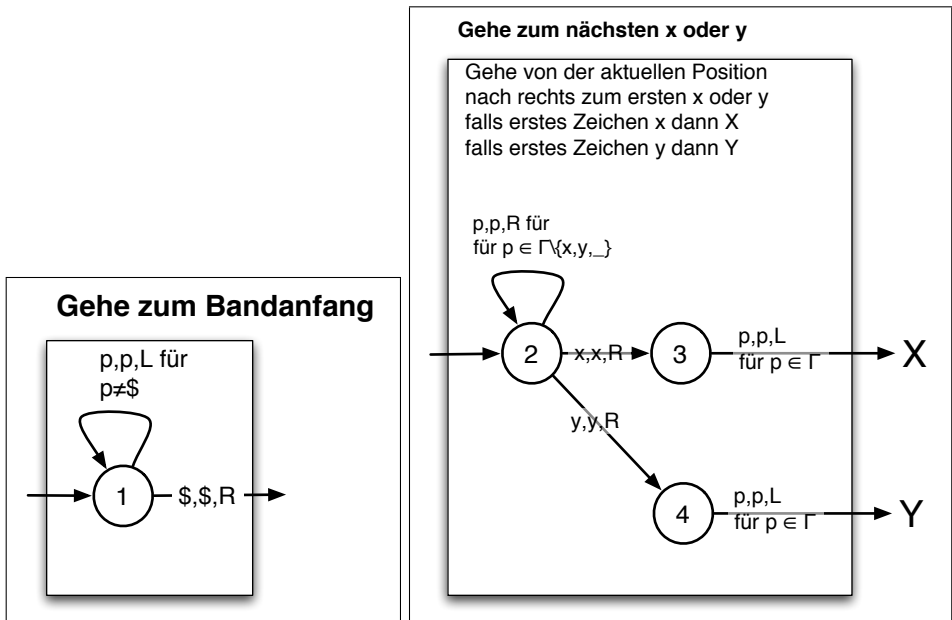 Gehe zum Bandanfang
p,p,L für
p≠$
1
$,$,R
Gehe zum nächsten x oder y
Gehe von der aktuellen Position
nach rechts zum ersten x oder y
falls erstes Zeichen x dann X
falls erstes Zeichen y dann Y
p,p,R für
für p ∈ Γ\{x,y,_}
2
x,x,R
3
p,p,L
für p ∈ Γ
X
y,y,R
4
p,p,L
für p ∈ Γ
Y